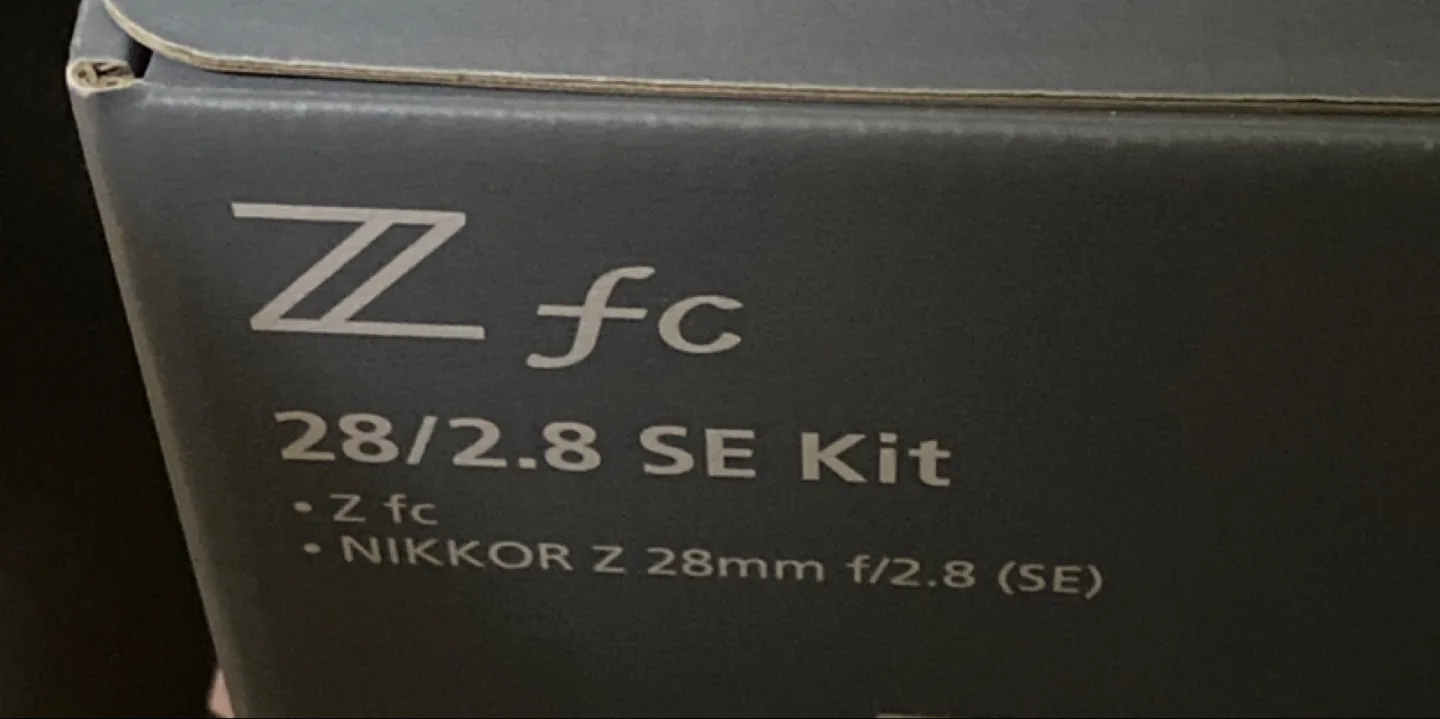 Z fc
28/2.8 SE Kit
• Z fc
• NIKKOR Z 28mm f/2.8 (SE)